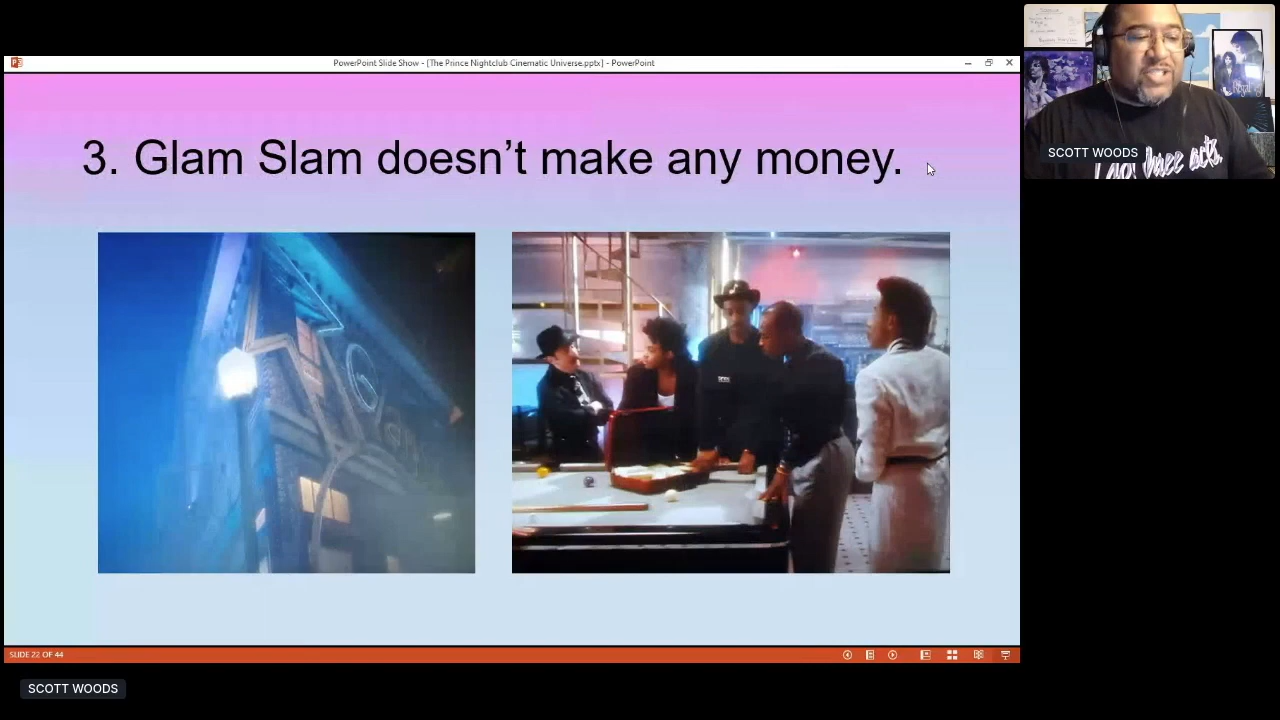 PowerPoint Slide Show - [The Prince Nightclub Cinematic Universe.pptx] - PowerPoint
3. Glam Slam doesn't make any money.
SCOTT WOODS
SLIDE 22 OF 44
SCOTT WOODS